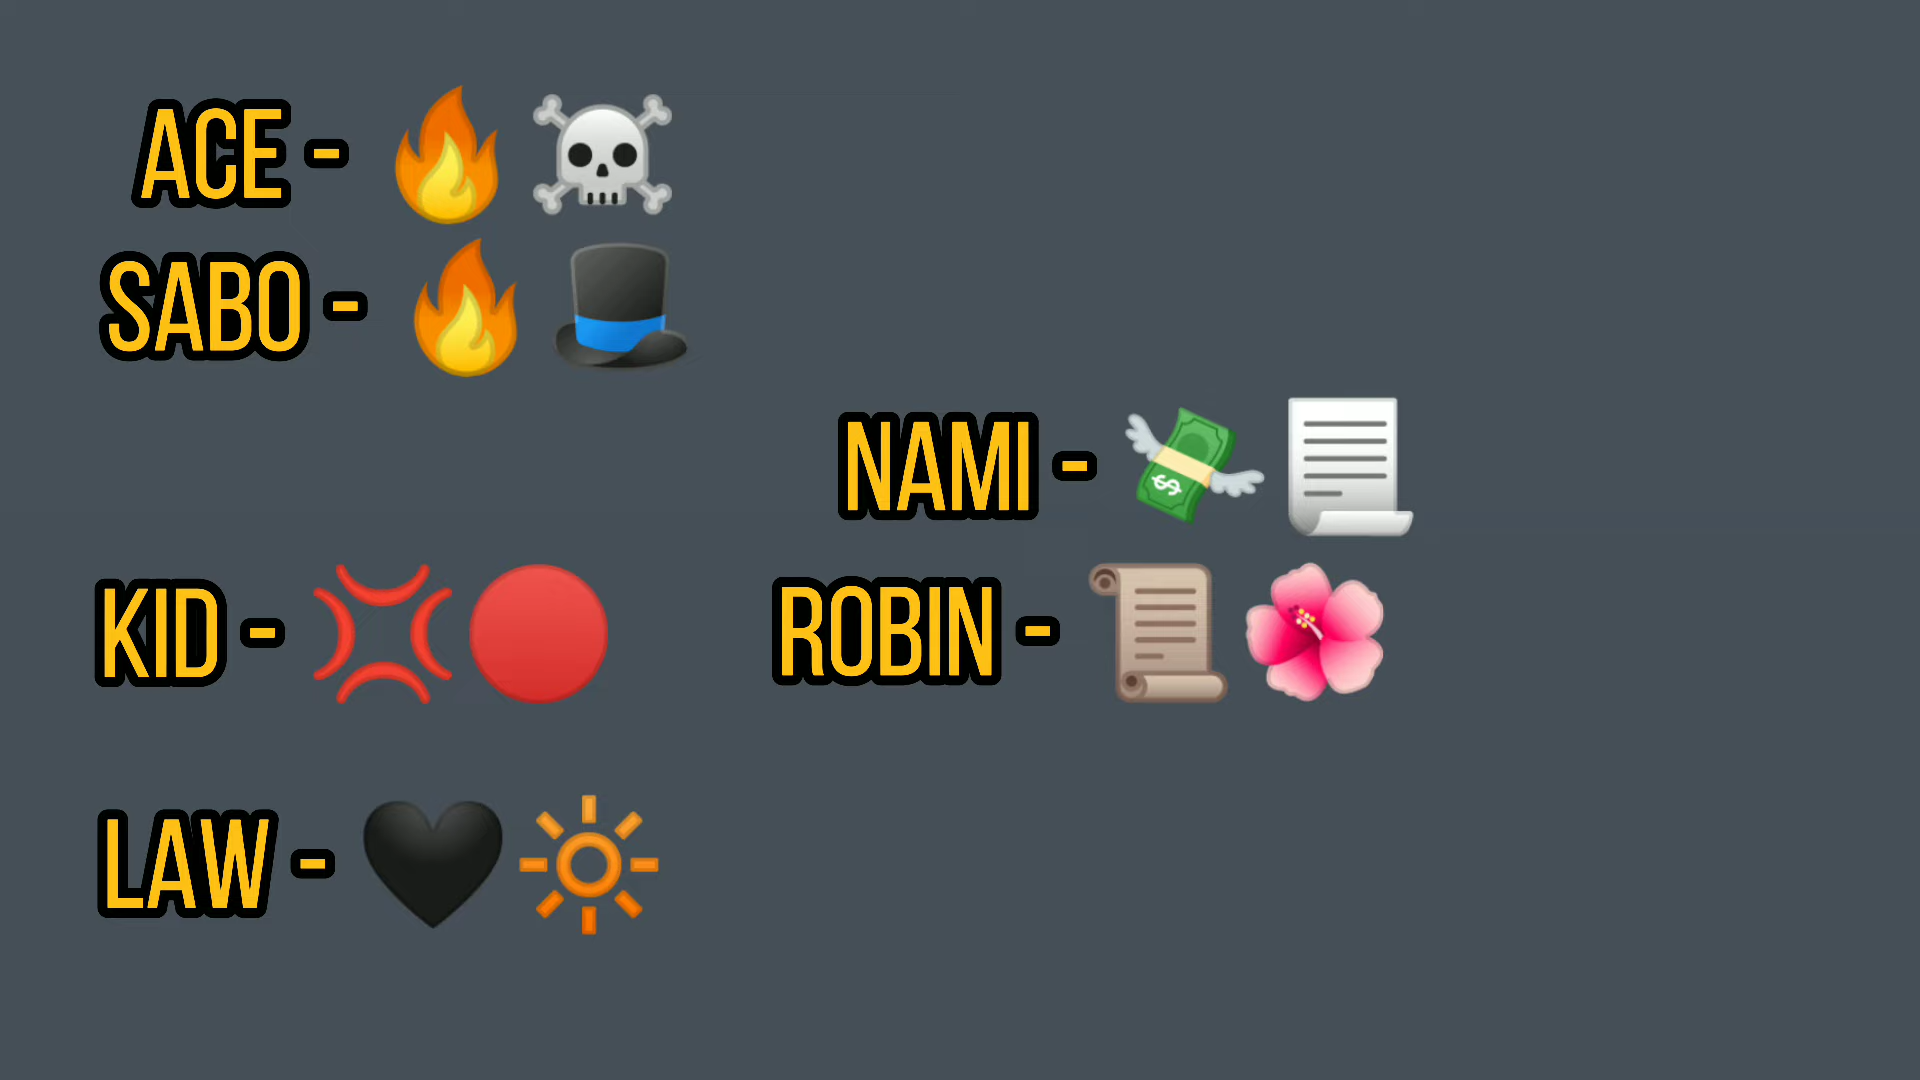 ACE -
SABO -
NAMI -
KID -
ROBIN -
LAW -